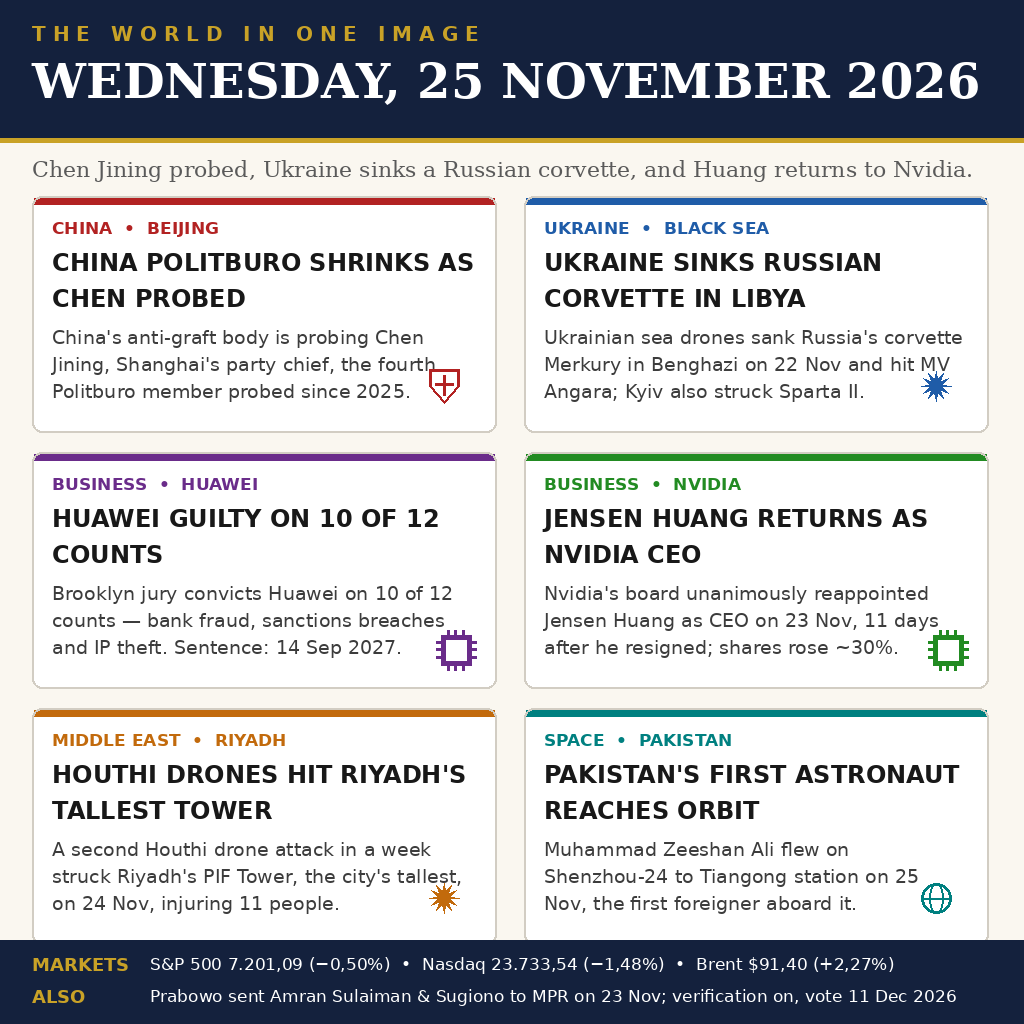 THE WORLD IN ONE IMAGE
WEDNESDAY, 25 NOVEMBER 2026
Chen Jining probed, Ukraine sinks a Russian corvette, and Huang returns to Nvidia.
CHINA • BEIJING
CHINA POLITBURO SHRINKS AS
CHEN PROBED
China's anti-graft body is probing Chen
Jining, Shanghai's party chief, the fourth
Politburo member probed since 2025.
UKRAINE • BLACK SEA
UKRAINE SINKS RUSSIAN
CORVETTE IN LIBYA
Ukrainian sea drones sank Russia's corvette
Merkury in Benghazi on 22 Nov and hit MV
Angara; Kyiv also struck Sparta II.
BUSINESS • HUAWEI
HUAWEI GUILTY ON 10 OF 12
COUNTS
Brooklyn jury convicts Huawei on 10 of 12
counts — bank fraud, sanctions breaches
and IP theft. Sentence: 14 Sep 2027.
BUSINESS • NVIDIA
JENSEN HUANG RETURNS AS
NVIDIA CEO
Nvidia's board unanimously reappointed
Jensen Huang as CEO on 23 Nov, 11 days
after he resigned; shares rose ~30%.
MIDDLE EAST • RIYADH
HOUTHI DRONES HIT RIYADH'S
TALLEST TOWER
A second Houthi drone attack in a week
struck Riyadh's PIF Tower, the city's tallest,
on 24 Nov, injuring 11 people.
SPACE • PAKISTAN
PAKISTAN'S FIRST ASTRONAUT
REACHES ORBIT
Muhammad Zeeshan Ali flew on
Shenzhou-24 to Tiangong station on 25
Nov, the first foreigner aboard it.
MARKETS S&P 500 7.201,09 (−0,50%) • Nasdaq 23.733,54 (−1,48%) • Brent $91,40 (+2,27%)
ALSO Prabowo sent Amran Sulaiman & Sugiono to MPR on 23 Nov; verification on, vote 11 Dec 2026